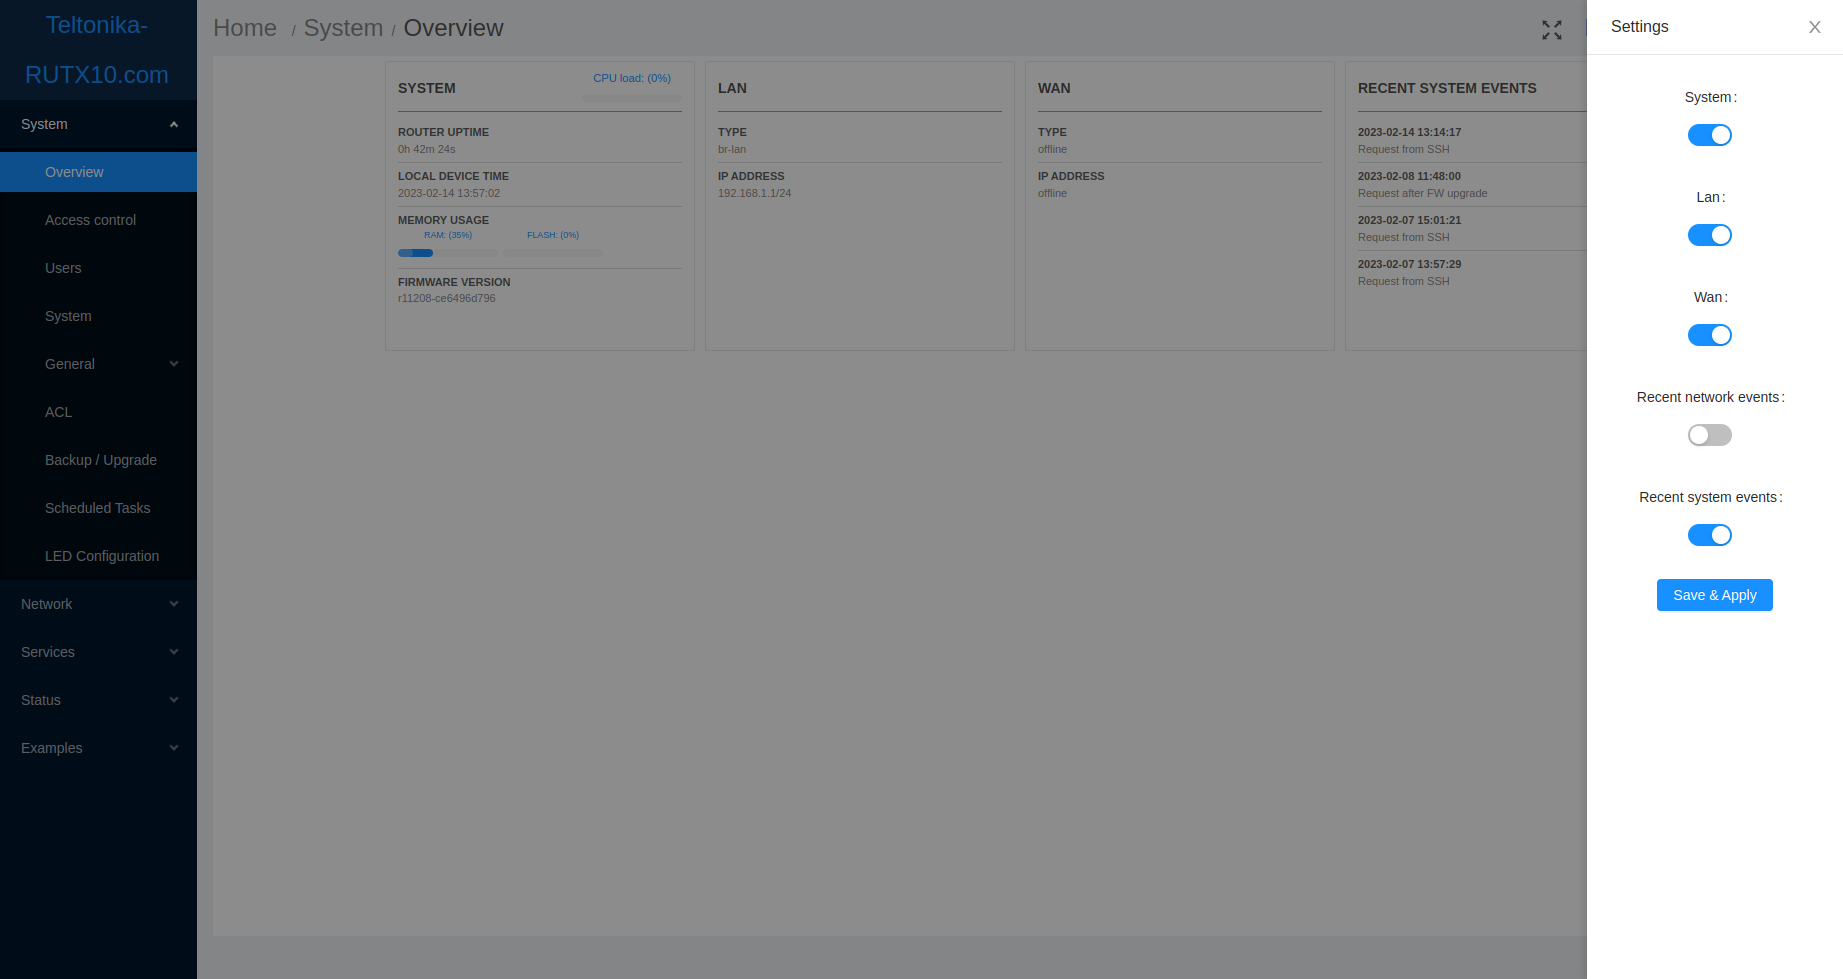 Teltonika-
RUTX10.com
System
Overview
Access control
Users
System
General
ACL
Backup / Upgrade
Scheduled Tasks
LED Configuration
Network
Services
Status
Examples
Home / System / Overview
SYSTEM
CPU load: (0%)
ROUTER UPTIME
0h 42m 24s
LOCAL DEVICE TIME
2023-02-14 13:57:02
MEMORY USAGE
RAM: (35%) FLASH: (0%)
FIRMWARE VERSION
r11208-ce6496d796
LAN
TYPE
br-lan
IP ADDRESS
192.168.1.1/24
WAN
TYPE
offline
IP ADDRESS
offline
RECENT SYSTEM EVENTS
2023-02-14 13:14:17
Request from SSH
2023-02-08 11:48:00
Request after FW upgrade
2023-02-07 15:01:21
Request from SSH
2023-02-07 13:57:29
Request from SSH
Settings
System:
Lan:
Wan:
Recent network events:
Recent system events:
Save & Apply